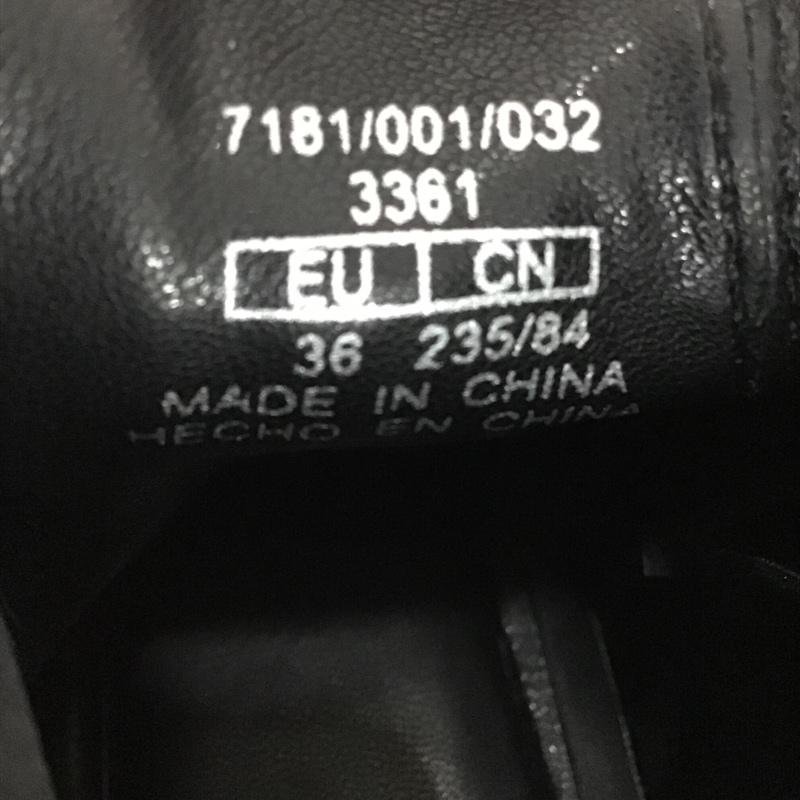 7181/001/032
3361
EU CN
36 235/84
MADE IN CHINA
HECHO EN CHINA